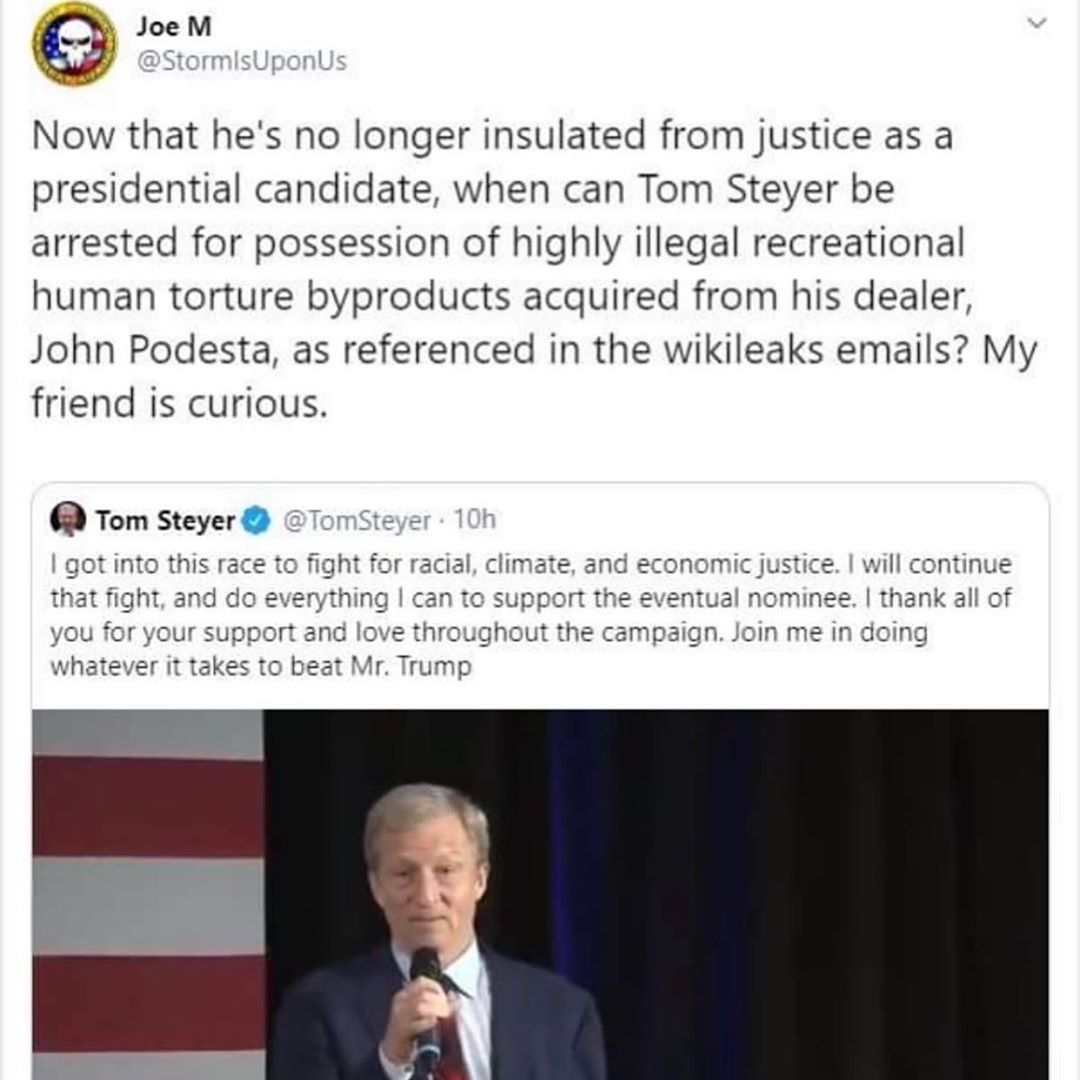 Joe M
@StormIsUponUs
Now that he's no longer insulated from justice as a
presidential candidate, when can Tom Steyer be
arrested for possession of highly illegal recreational
human torture byproducts acquired from his dealer,
John Podesta, as referenced in the wikileaks emails? My
friend is curious.
Tom Steyer @TomSteyer · 10h
I got into this race to fight for racial, climate, and economic justice. I will continue
that fight, and do everything I can to support the eventual nominee. I thank all of
you for your support and love throughout the campaign. Join me in doing
whatever it takes to beat Mr. Trump